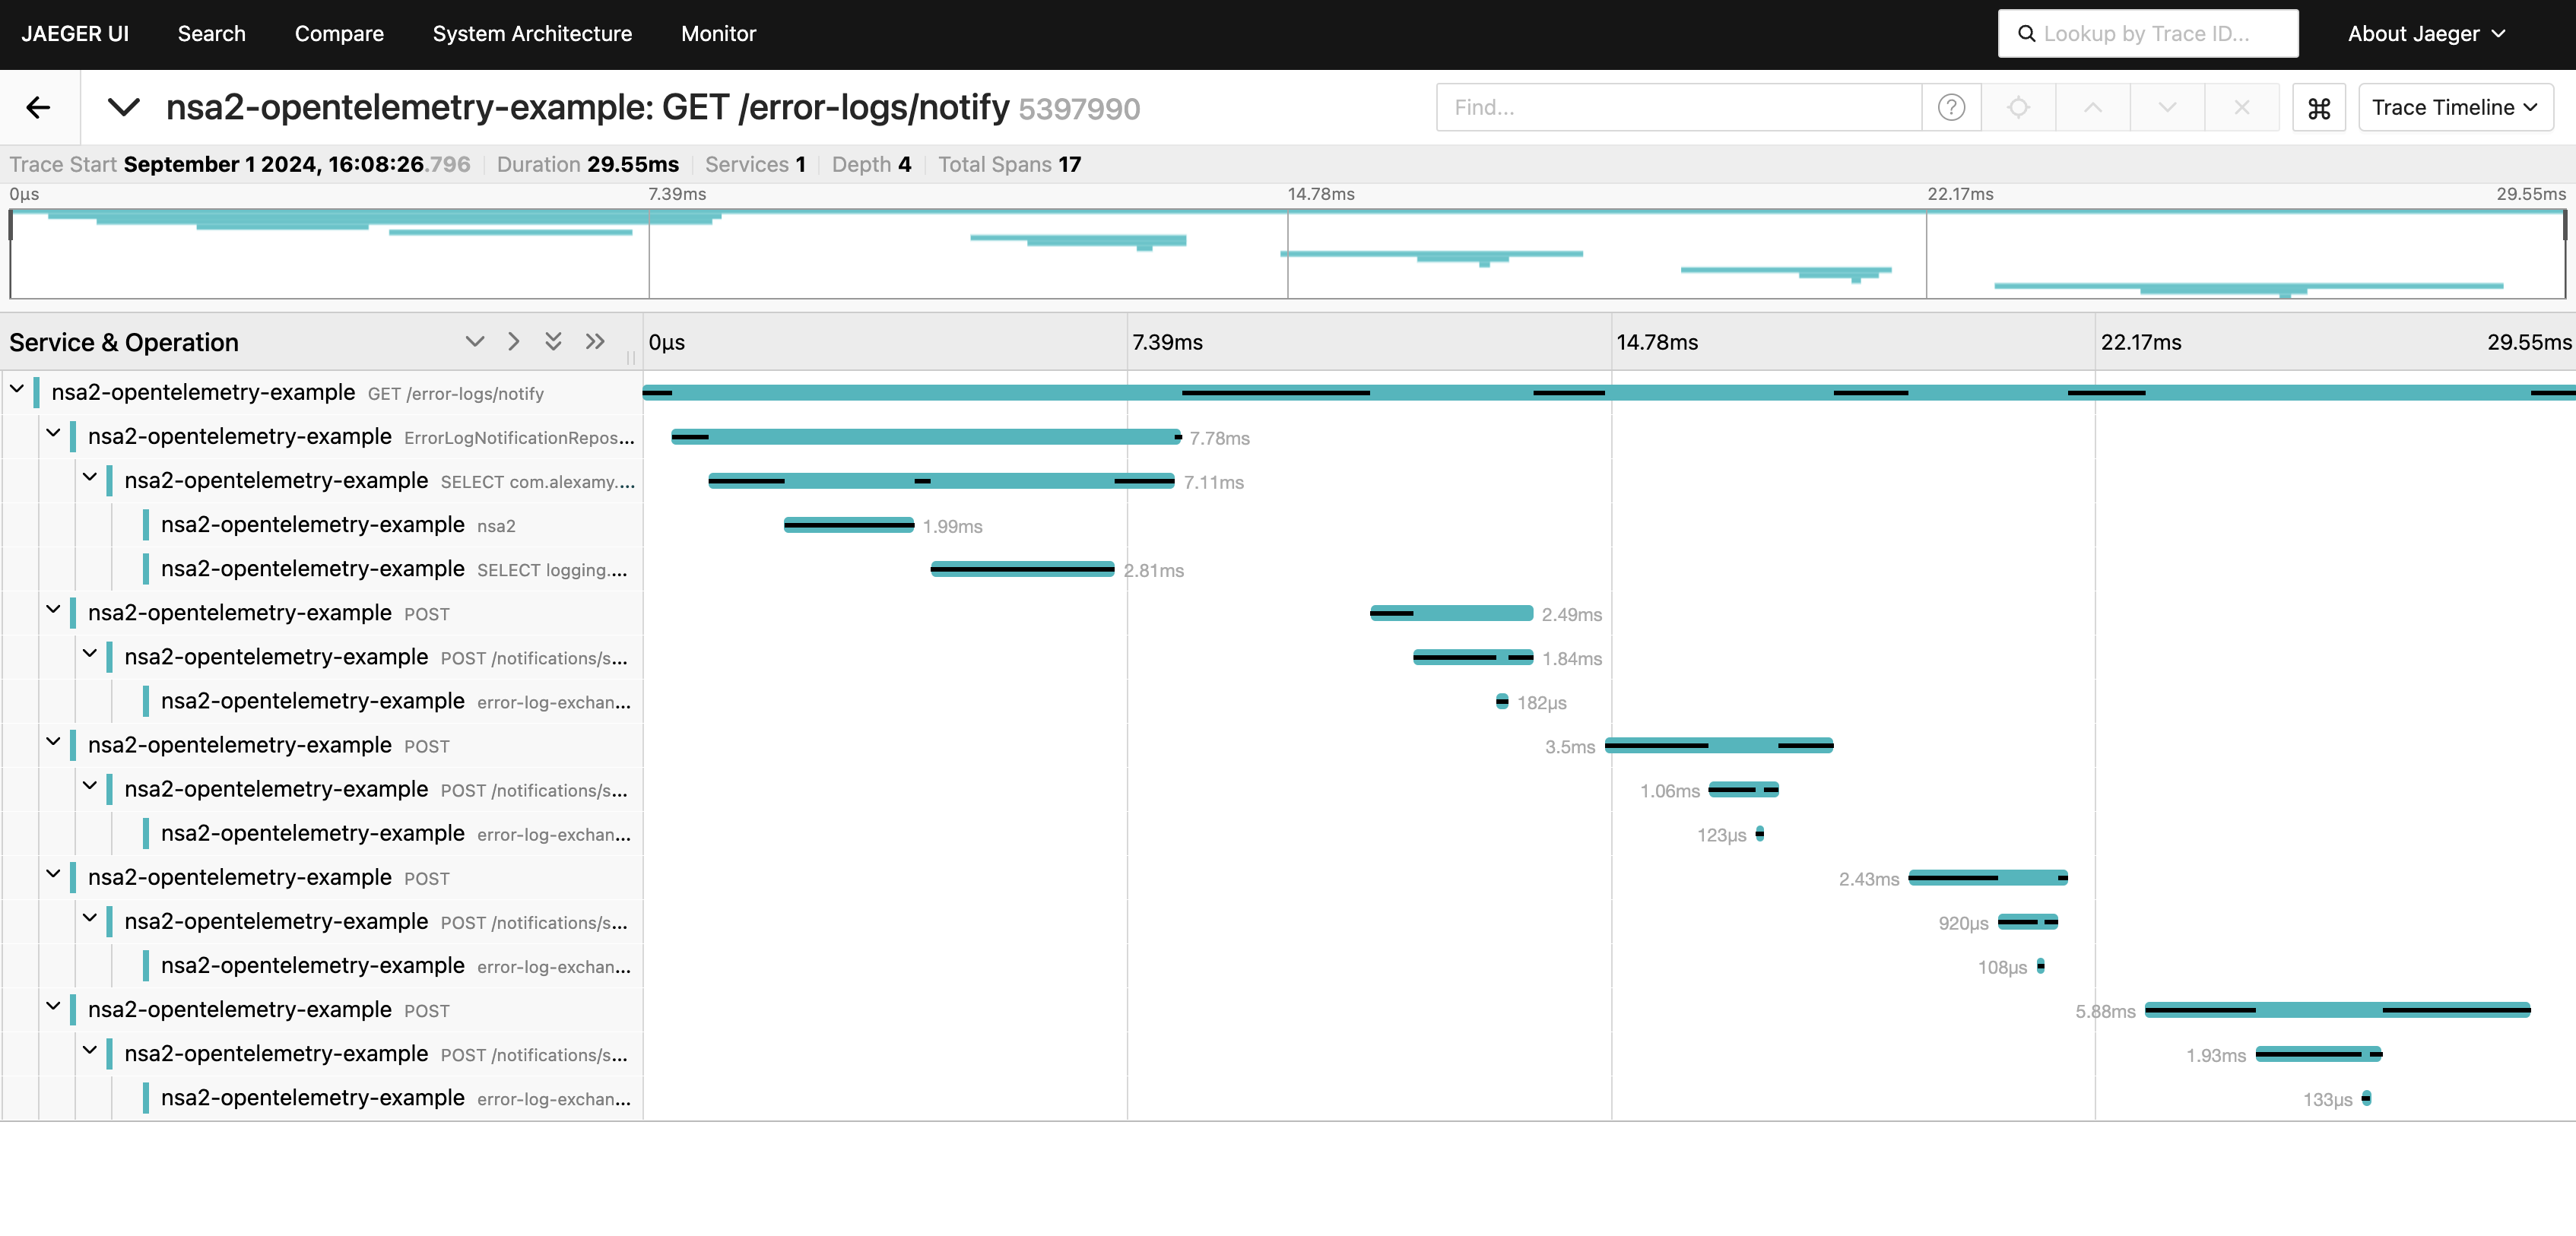 JAEGER UI Search Compare System Architecture Monitor Lookup by Trace ID... About Jaeger
nsa2-opentelemetry-example: GET /error-logs/notify 5397990 Find... Trace Timeline
Trace Start September 1 2024, 16:08:26.796 Duration 29.55ms Services 1 Depth 4 Total Spans 17
0μs 7.39ms 14.78ms 22.17ms 29.55ms
Service & Operation 0μs 7.39ms 14.78ms 22.17ms 29.55ms
nsa2-opentelemetry-example GET /error-logs/notify
nsa2-opentelemetry-example ErrorLogNotificationRepos... 7.78ms
nsa2-opentelemetry-example SELECT com.alexamy.... 7.11ms
nsa2-opentelemetry-example nsa2 1.99ms
nsa2-opentelemetry-example SELECT logging.... 2.81ms
nsa2-opentelemetry-example POST 2.49ms
nsa2-opentelemetry-example POST /notifications/s... 1.84ms
nsa2-opentelemetry-example error-log-exchan... 182μs
nsa2-opentelemetry-example POST 3.5ms
nsa2-opentelemetry-example POST /notifications/s... 1.06ms
nsa2-opentelemetry-example error-log-exchan... 123μs
nsa2-opentelemetry-example POST 2.43ms
nsa2-opentelemetry-example POST /notifications/s... 920μs
nsa2-opentelemetry-example error-log-exchan... 108μs
nsa2-opentelemetry-example POST 5.88ms
nsa2-opentelemetry-example POST /notifications/s... 1.93ms
nsa2-opentelemetry-example error-log-exchan... 133μs